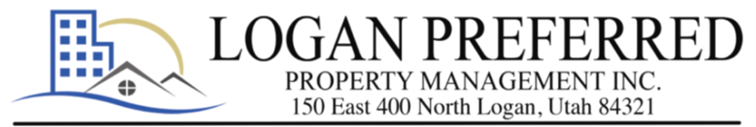 LOGAN PREFERRED
PROPERTY MANAGEMENT INC.
150 East 400 North Logan, Utah 84321